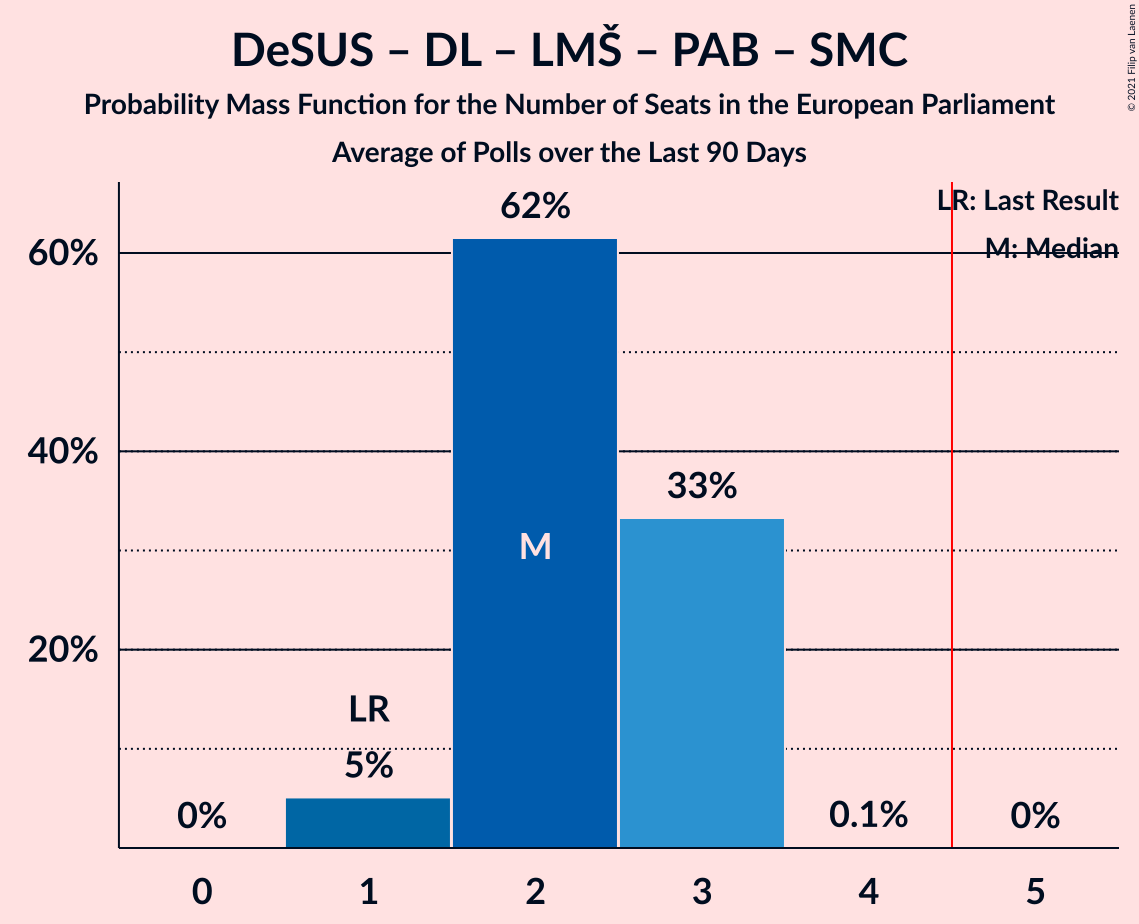 DeSUS – DL – LMŠ – PAB – SMC
Probability Mass Function for the Number of Seats in the European Parliament
Average of Polls over the Last 90 Days
© 2021 Filip van Laenen
LR: Last Result
M: Median
60%
40%
20%
0%
LR
5%
62%
M
33%
0.1%
0%
0 1 2 3 4 5